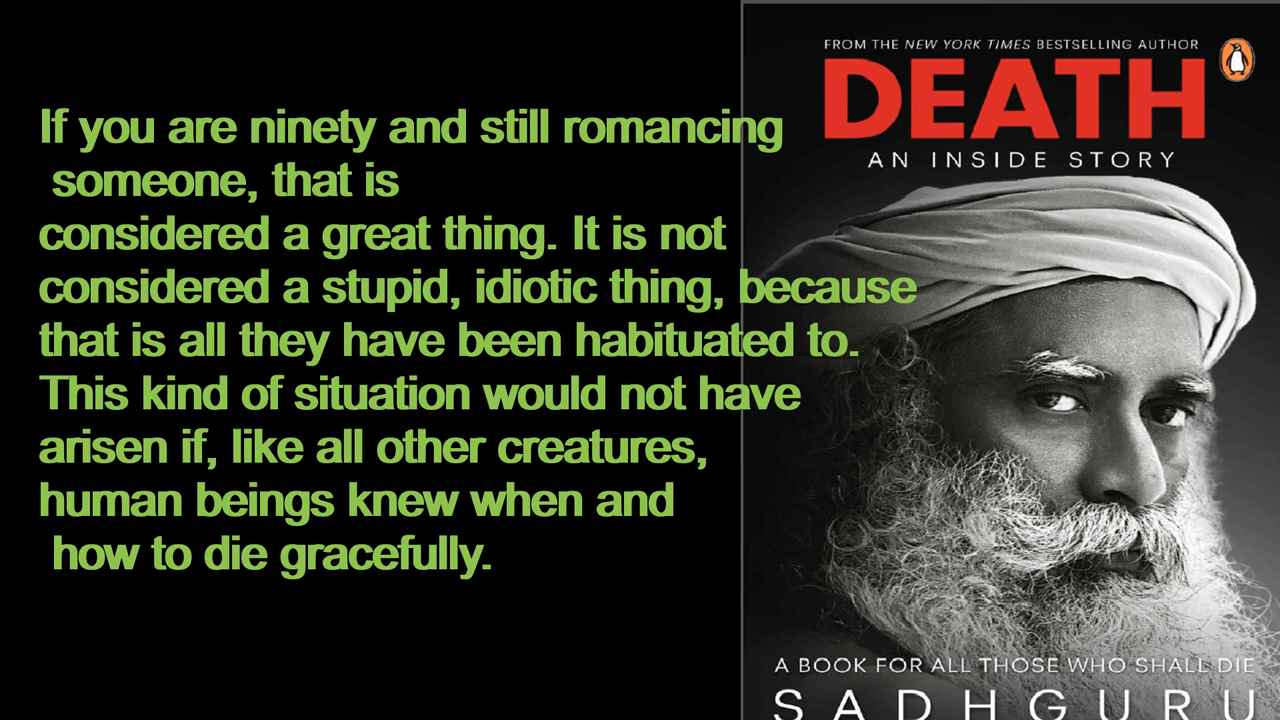 If you are ninety and still romancing
someone, that is
considered a great thing. It is not
considered a stupid, idiotic thing, because
that is all they have been habituated to.
This kind of situation would not have
arisen if, like all other creatures,
human beings knew when and
how to die gracefully.
FROM THE NEW YORK TIMES BESTSELLING AUTHOR
DEATH
AN INSIDE STORY
A BOOK FOR ALL THOSE WHO SHALL DIE
SADHGURU